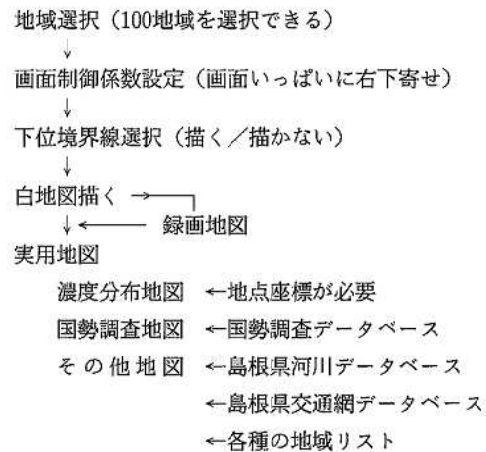 地域選択（100地域を選択できる）
↓
画面制御係数設定（画面いっぱいに右下寄せ）
↓
下位境界線選択（描く／描かない）
↓
白地図描く →
↓ ← 録画地図
実用地図
濃度分布地図 ←地点座標が必要
国勢調査地図 ←国勢調査データベース
その他地図 ←島根県河川データベース
←島根県交通網データベース
←各種の地域リスト